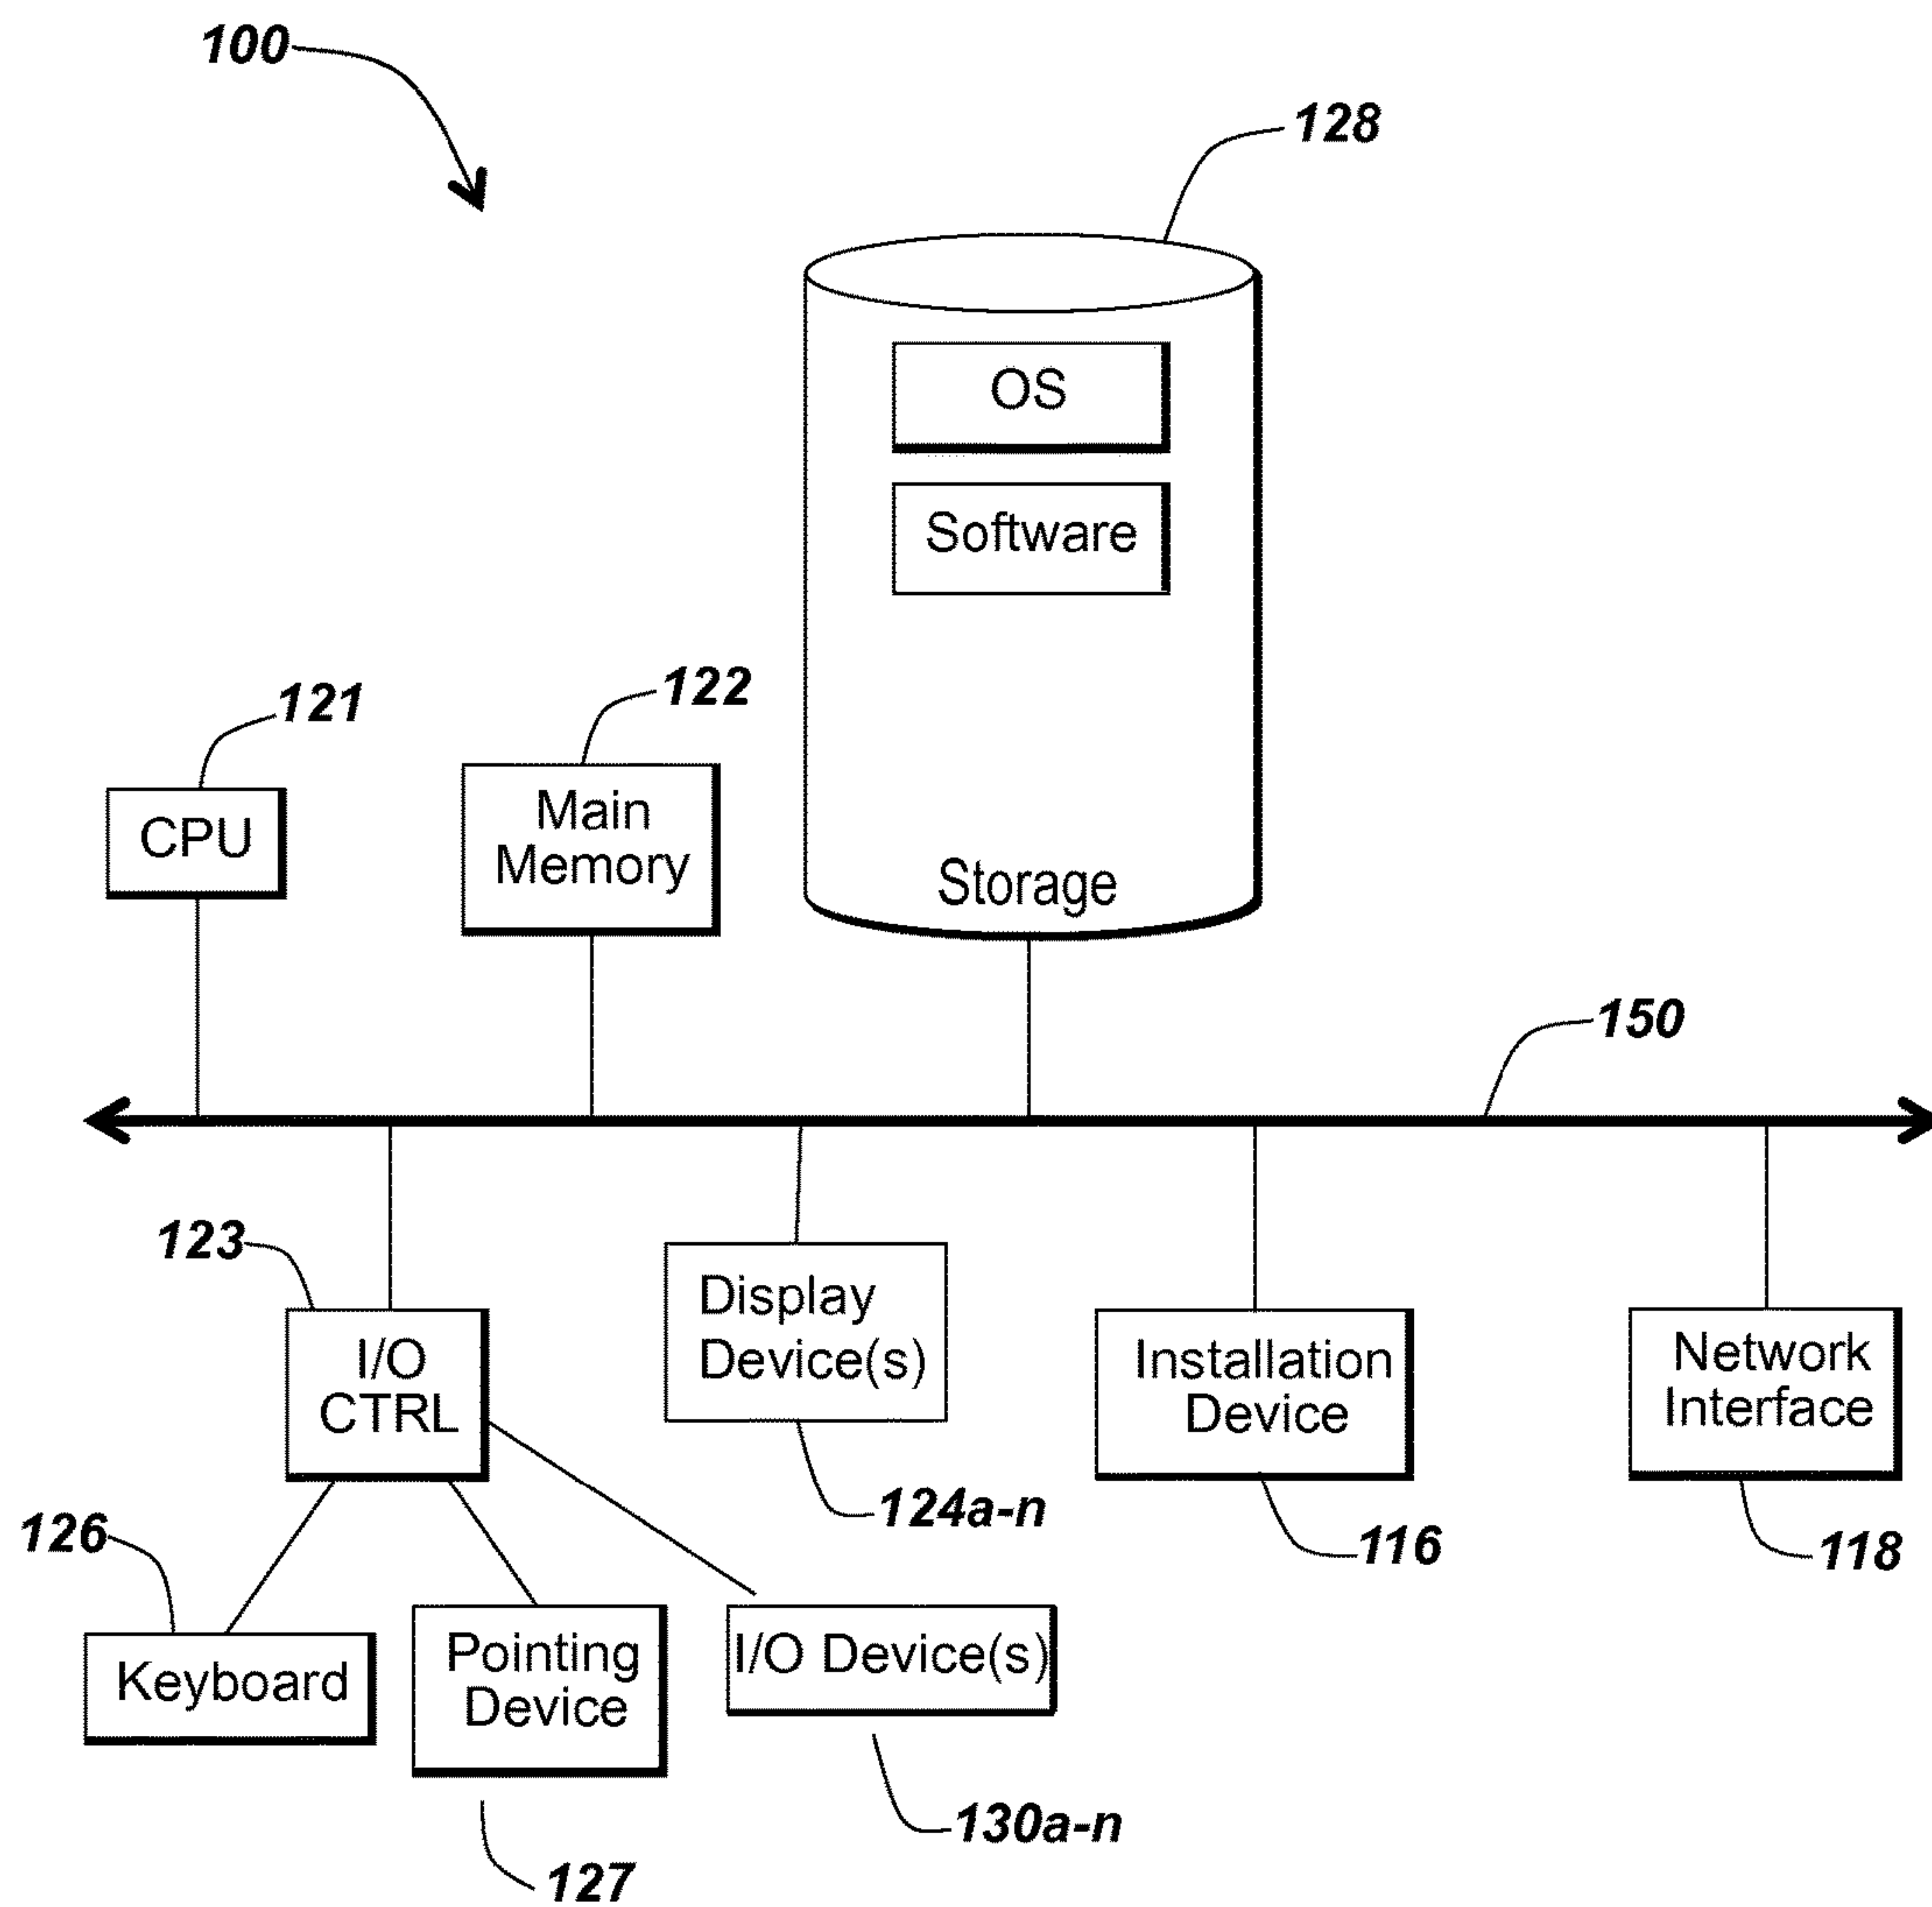 100
128
OS
Software
121
122
CPU
Main
Memory
Storage
150
123
I/O
CTRL
Display
Device(s)
Installation
Device
Network
Interface
124a-n
116
118
126
Keyboard
Pointing
Device
I/O Device(s)
130a-n
127